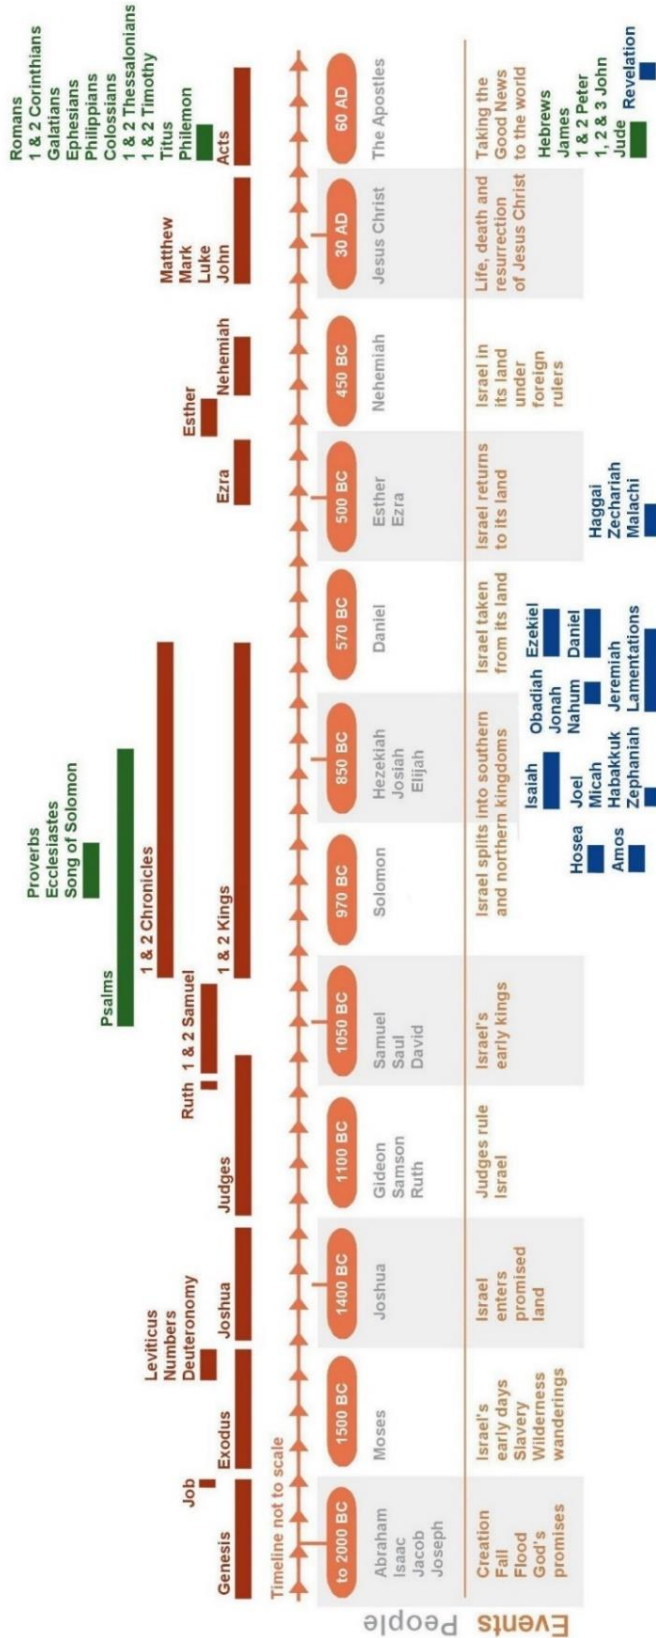 Romans
1 & 2 Corinthians
Galatians
Ephesians
Philippians
Colossians
1 & 2 Thessalonians
1 & 2 Timothy
Titus
Philemon
Proverbs
Ecclesiastes
Song of Solomon
Psalms
1 & 2 Chronicles
Matthew
Mark
Luke
John
Esther
Leviticus
Numbers
Deuteronomy
Job
Ruth
1 & 2 Samuel
Genesis
Exodus
Joshua
Judges
1 & 2 Kings
Ezra
Nehemiah
Acts
Timeline not to scale
to 2000 BC
1500 BC
1400 BC
1100 BC
1050 BC
970 BC
850 BC
570 BC
500 BC
450 BC
30 AD
60 AD
People
Abraham
Isaac
Jacob
Joseph
Moses
Joshua
Gideon
Samson
Ruth
Samuel
Saul
David
Solomon
Hezekiah
Josiah
Elijah
Daniel
Esther
Ezra
Nehemiah
Jesus Christ
The Apostles
Events
Creation
Fall
Flood
God's
promises
Israel's
early days
Slavery
Wilderness
wanderings
Israel
enters
promised
land
Judges rule
Israel
Israel's
early kings
Israel splits into southern
and northern kingdoms
Israel taken
from its land
Israel returns
to its land
Israel in
its land
under
foreign
rulers
Life, death and
resurrection
of Jesus Christ
Taking the
Good News
to the world
Hosea
Amos
Isaiah
Joel
Micah
Habakkuk
Zephaniah
Obadiah
Jonah
Nahum
Jeremiah
Lamentations
Ezekiel
Daniel
Haggai
Zechariah
Malachi
Hebrews
James
1 & 2 Peter
1, 2 & 3 John
Jude
Revelation